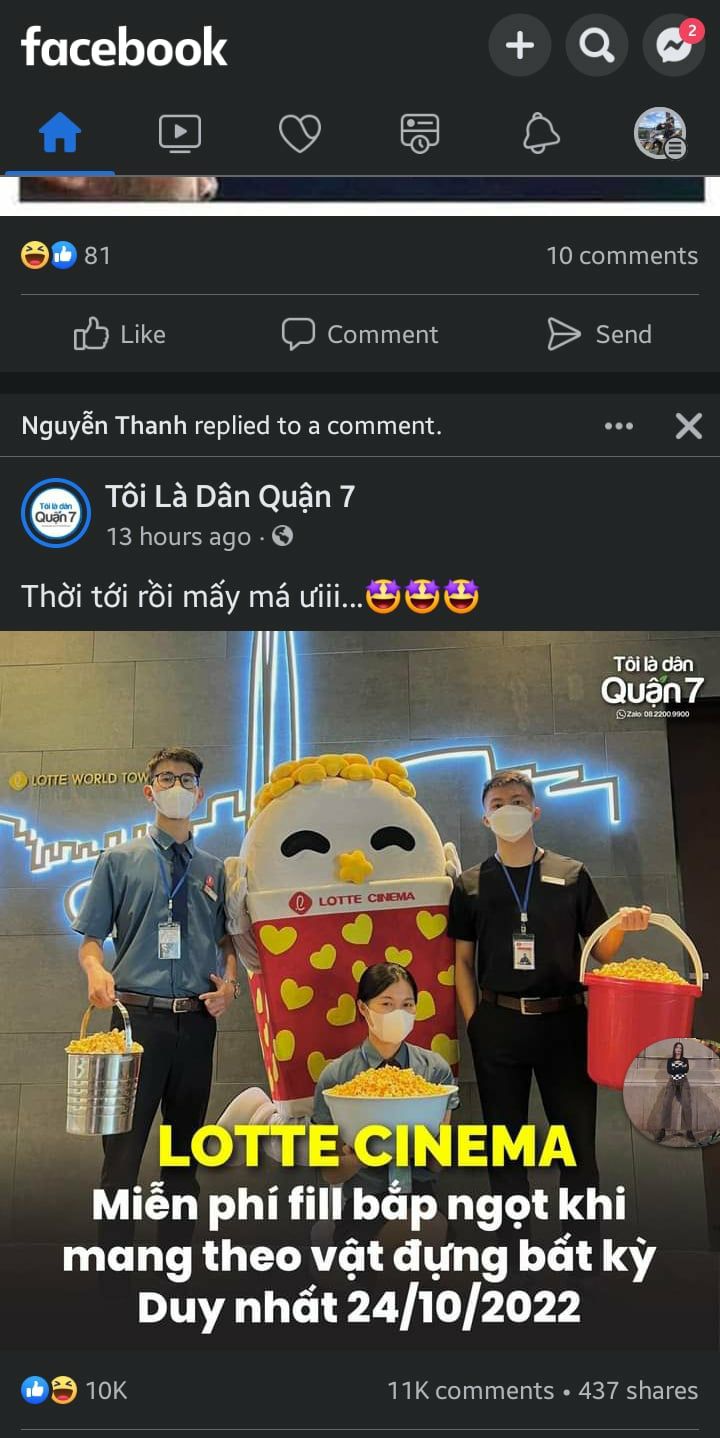 facebook
2
81
10 comments
Like
Comment
Send
Nguyễn Thanh replied to a comment.
Tôi là dân
Quận 7
Tôi Là Dân Quận 7
13 hours ago ·
Thời tới rồi mấy má ưiii...🤩🤩🤩
Tôi là dân
Quận 7
Zalo: 08.2200.9900
LOTTE WORLD TOW
LOTTE CINEMA
LOTTE CINEMA
Miễn phí fill bắp ngọt khi
mang theo vật đựng bất kỳ
Duy nhất 24/10/2022
10K
11K comments • 437 shares